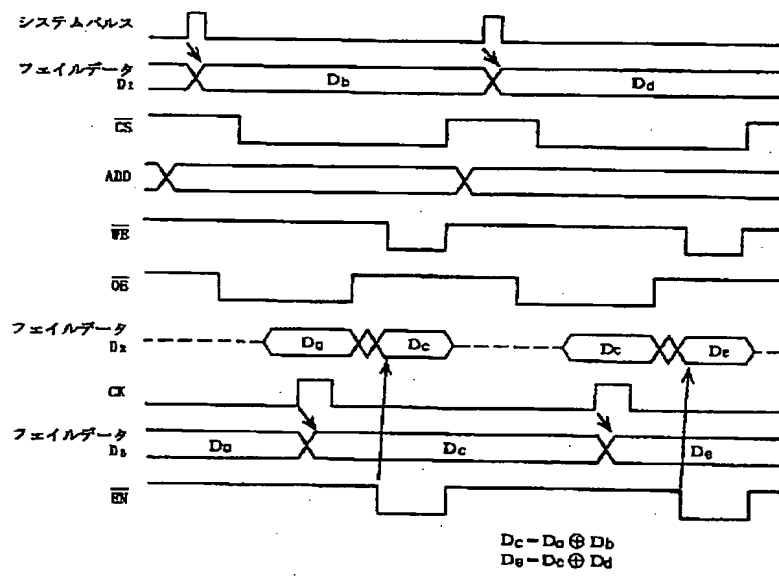 システムパルス
フェイルデータ
D₁ Db Dd
CS
ADD
WE
OE
フェイルデータ
D₂ Da Dc Dc De
CK
フェイルデータ
D₃ Da Dc De
EN
Dc=Da⊕Db
De=Dc⊕Dd